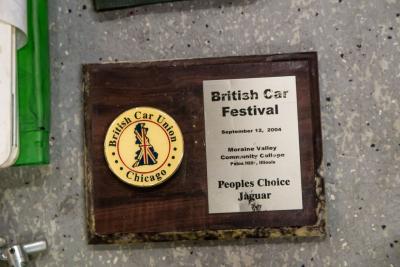 British Car Union
Chicago
British Car
Festival
September 12, 2004
Moraine Valley
Community College
Palos Hills, Illinois
Peoples Choice
Jaguar